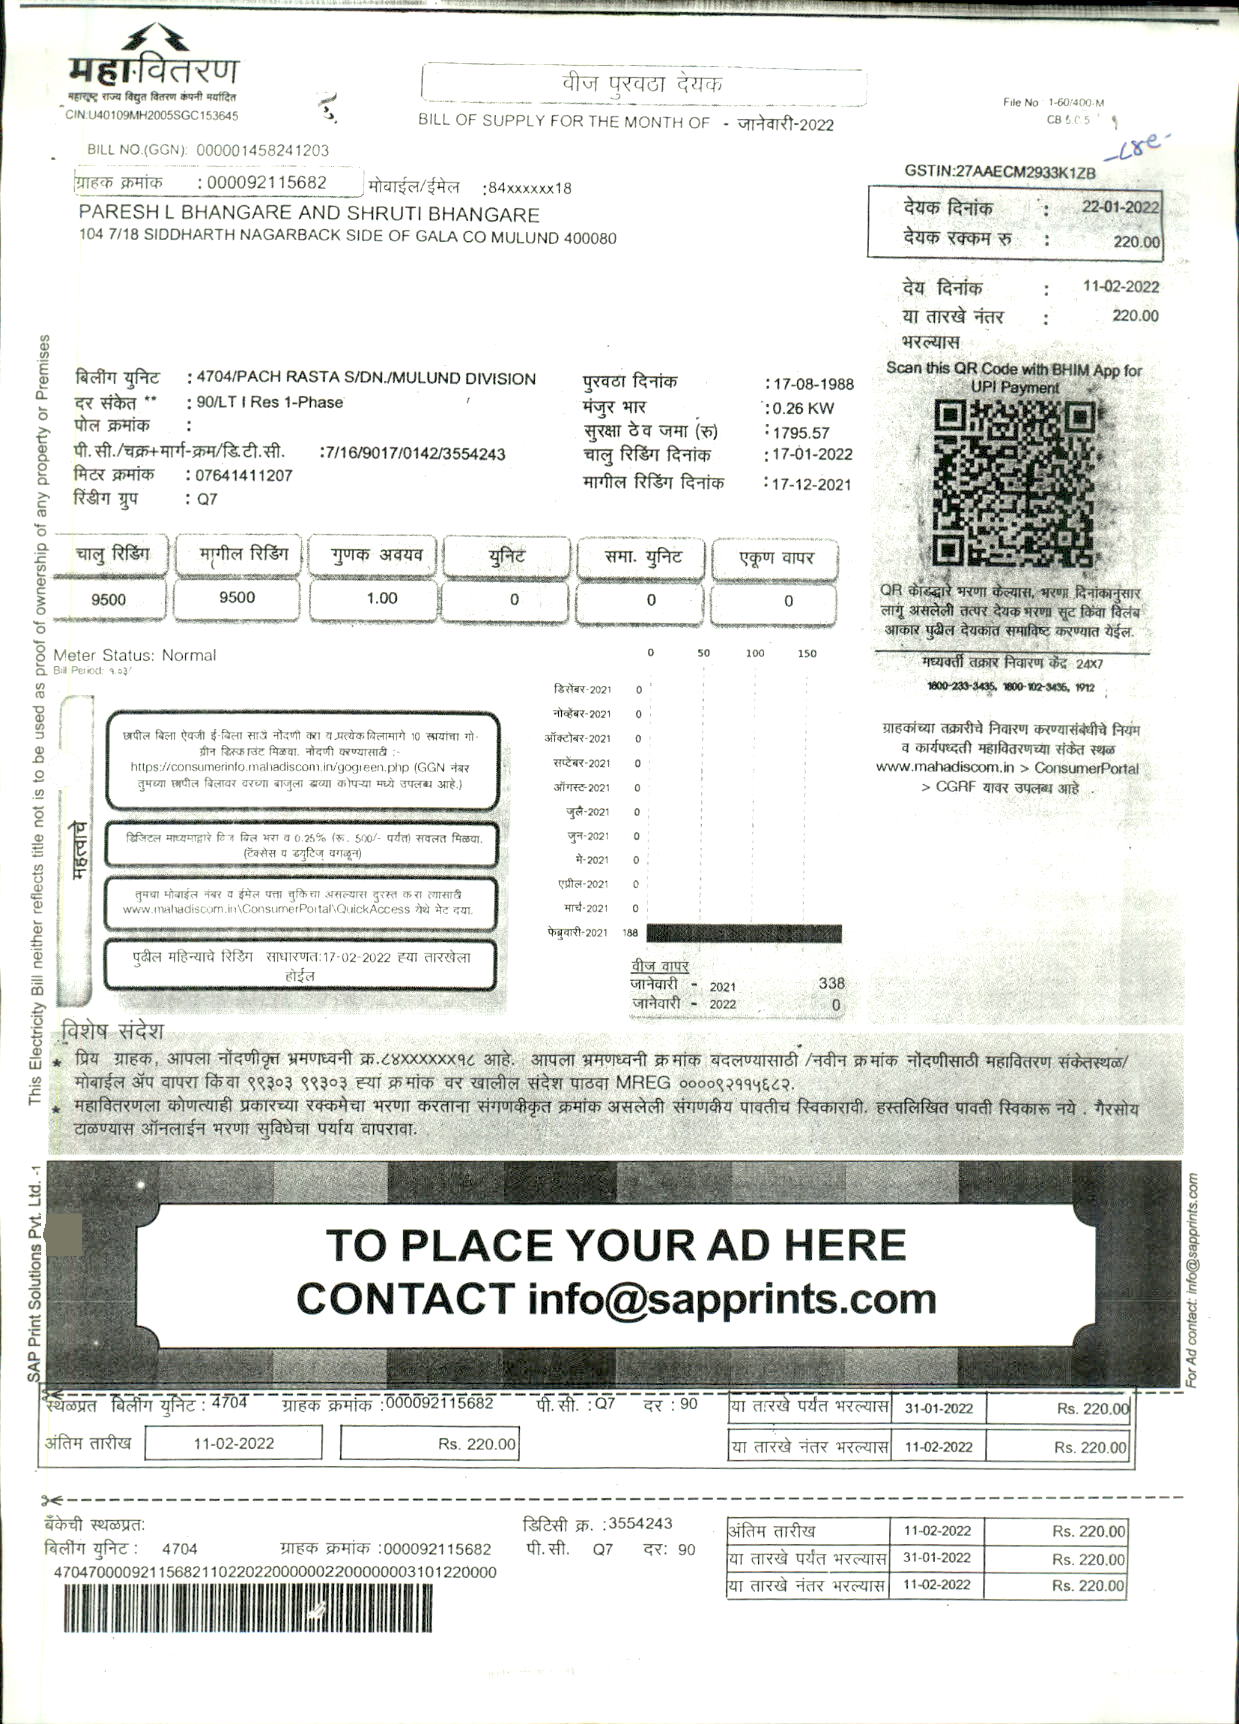 महावितरण
महाराष्ट्र राज्य विद्युत वितरण कंपनी मर्यादित
CIN:U40109MH2005SGC153645
वीज पुरवठा देयक
BILL OF SUPPLY FOR THE MONTH OF - जानेवारी-2022
File No 1-60/400-M
BILL NO.(GGN): 000001458241203
ग्राहक क्रमांक : 000092115682
मोबाईल/ईमेल :84xxxxxx18
PARESH L BHANGARE AND SHRUTI BHANGARE
104 7/18 SIDDHARTH NAGARBACK SIDE OF GALA CO MULUND 400080
GSTIN:27AAECM2933K1ZB
देयक दिनांक : 22-01-2022
देयक रक्कम रु : 220.00
देय दिनांक : 11-02-2022
या तारखे नंतर : 220.00
भरल्यास
Scan this QR Code with BHIM App for
UPI Payment
बिलींग युनिट : 4704/PACH RASTA S/DN./MULUND DIVISION
दर संकेत ** : 90/LT I Res 1-Phase
पोल क्रमांक :
पी.सी./चक्र+मार्ग-क्रम/डि.टी.सी. :7/16/9017/0142/3554243
मिटर क्रमांक : 07641411207
रिडींग ग्रुप : Q7
पुरवठा दिनांक : 17-08-1988
मंजुर भार : 0.26 KW
सुरक्षा ठेव जमा (रु) : 1795.57
चालु रिडिंग दिनांक : 17-01-2022
मागील रिडिंग दिनांक : 17-12-2021
चालु रिडिंग मागील रिडिंग गुणक अवयव युनिट समा. युनिट एकूण वापर
9500 9500 1.00 0 0 0
QR कोडद्वारे भरणा केल्यास, भरणा दिनांकानुसार
लागू असलेली तत्पर देयक भरणा सूट किंवा विलंब
आकार पुढील देयकात समाविष्ट करण्यात येईल.
मध्यवर्ती तक्रार निवारण केंद्र 24X7
1800-233-3435, 1800-102-3435, 1912
ग्राहकांच्या तक्रारीचे निवारण करण्यासंबंधीचे नियम
व कार्यपध्दती महावितरणच्या संकेत स्थळ
www.mahadiscom.in > ConsumerPortal
> CGRF यावर उपलब्ध आहे
Meter Status: Normal
Bill Period: १.०३/
महत्वाचे
छापील बिला ऐवजी ई-बिला साठी नोंदणी करा व प्रत्येक बिलामागे 10 रूपयांचा गो-
ग्रीन डिस्काउंट मिळवा. नोंदणी करण्यासाठी :-
https://consumerinfo.mahadiscom.in/gogreen.php (GGN नंबर
तुमच्या छापील बिलावर वरच्या बाजुला डाव्या कोपऱ्या मध्ये उपलब्ध आहे.)
डिजिटल माध्यमाद्वारे विज बिल भरा व 0.25% (रू. 500/- पर्यंत) सवलत मिळवा.
(टॅक्सेस व ड्युटिज वगळून)
तुमचा मोबाईल नंबर व ईमेल पत्ता चुकिचा असल्यास दुरस्त करा त्यासाठी
www.mahadiscom.in\ConsumerPortal\QuickAccess येथे भेट दया.
पुढील महिन्याचे रिडिंग साधारणत:17-02-2022 ह्या तारखेला
होईल
0 50 100 150
डिसेंबर-2021 0
नोव्हेंबर-2021 0
ऑक्टोबर-2021 0
सप्टेंबर-2021 0
ऑगस्ट-2021 0
जुलै-2021 0
जुन-2021 0
मे-2021 0
एप्रील-2021 0
मार्च-2021 0
फेब्रुवारी-2021 188
वीज वापर
जानेवारी - 2021 338
जानेवारी - 2022 0
विशेष संदेश
* प्रिय ग्राहक, आपला नोंदणीकृत भ्रमणध्वनी क्र.८४XXXXXX१८ आहे. आपला भ्रमणध्वनी क्रमांक बदलण्यासाठी /नवीन क्रमांक नोंदणीसाठी महावितरण संकेतस्थळ/
मोबाईल ॲप वापरा किंवा ९९३०३ ९९३०३ ह्या क्रमांक वर खालील संदेश पाठवा MREG ००००९२११५६८२.
* महावितरणला कोणत्याही प्रकारच्या रक्कमेचा भरणा करताना संगणकीकृत क्रमांक असलेली संगणकीय पावतीच स्विकारावी. हस्तलिखित पावती स्विकारू नये . गैरसोय
टाळण्यास ऑनलाईन भरणा सुविधेचा पर्याय वापरावा.
This Electricity Bill neither reflects title not is to be used as proof of ownership of any property or Premises
SAP Print Solutions Pvt. Ltd. -1
TO PLACE YOUR AD HERE
CONTACT info@sapprints.com
For Ad contact: info@sapprints.com
स्थळप्रत बिलींग युनिट : 4704 ग्राहक क्रमांक :000092115682 पी.सी. : Q7 दर : 90
या तारखे पर्यंत भरल्यास 31-01-2022 Rs. 220.00
अंतिम तारीख 11-02-2022 Rs. 220.00
या तारखे नंतर भरल्यास 11-02-2022 Rs. 220.00
बँकेची स्थळप्रत: डिटिसी क्र. :3554243
बिलींग युनिट : 4704 ग्राहक क्रमांक :000092115682 पी.सी. Q7 दर: 90
अंतिम तारीख 11-02-2022 Rs. 220.00
या तारखे पर्यंत भरल्यास 31-01-2022 Rs. 220.00
या तारखे नंतर भरल्यास 11-02-2022 Rs. 220.00